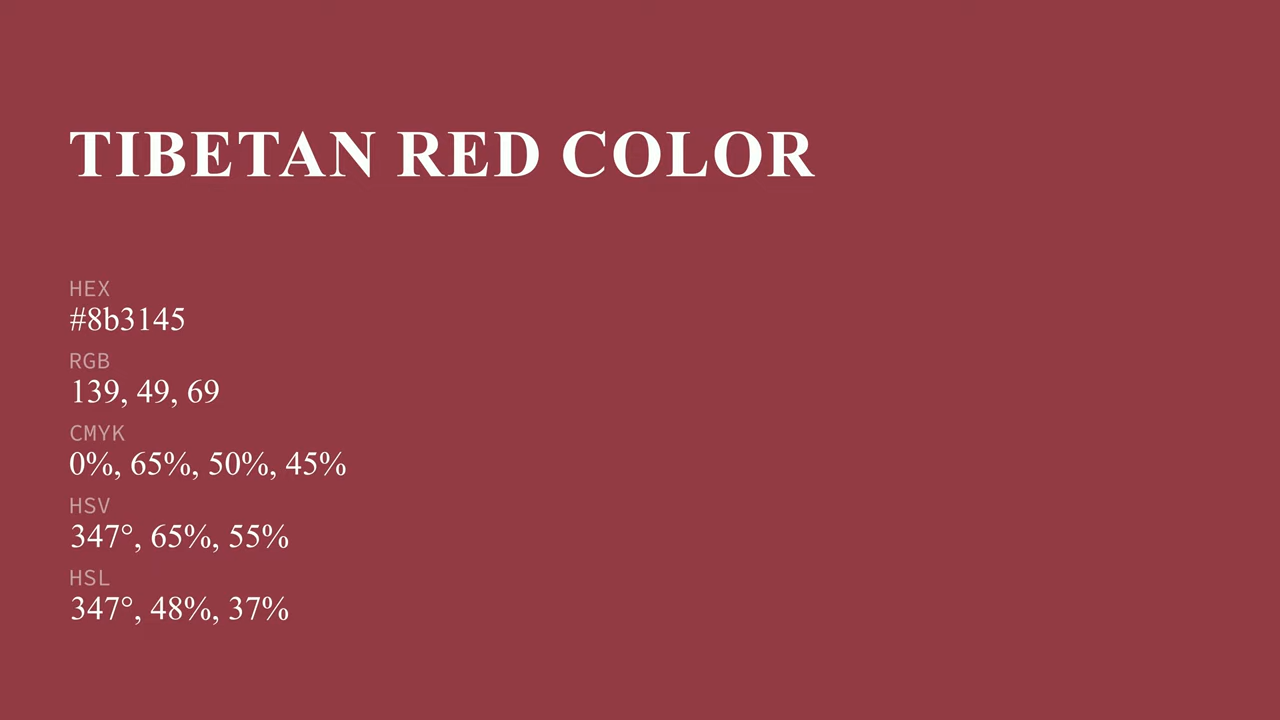 TIBETAN RED COLOR
HEX
#8b3145
RGB
139, 49, 69
CMYK
0%, 65%, 50%, 45%
HSV
347°, 65%, 55%
HSL
347°, 48%, 37%